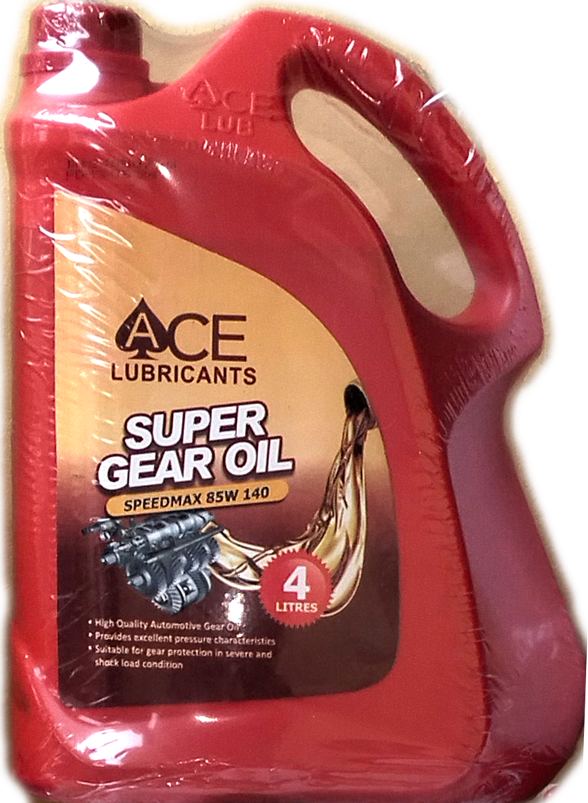 ACE
LUB
ACE
LUBRICANTS
SUPER
GEAR OIL
SPEEDMAX 85W 140
4
LITRES
• High Quality Automotive Gear Oil
• Provides excellent pressure characteristics
• Suitable for gear protection in severe and
shock load condition